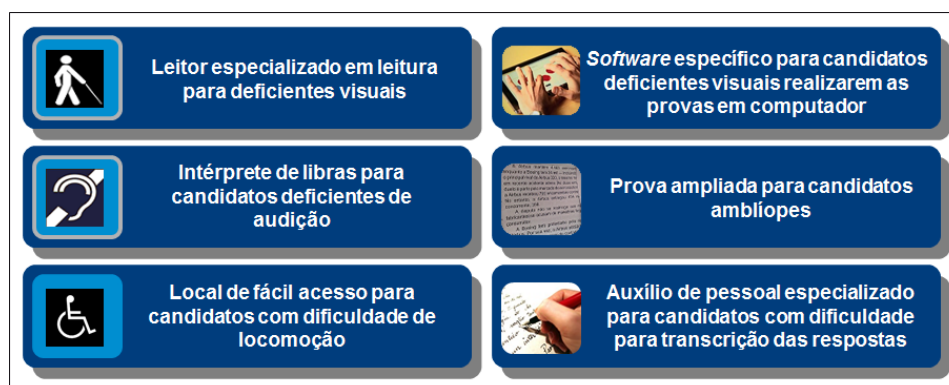 Leitor especializado em leitura
para deficientes visuais
Software específico para candidatos
deficientes visuais realizarem as
provas em computador
Intérprete de libras para
candidatos deficientes de
audição
Prova ampliada para candidatos
amblíopes
Local de fácil acesso para
candidatos com dificuldade de
locomoção
Auxílio de pessoal especializado
para candidatos com dificuldade
para transcrição das respostas